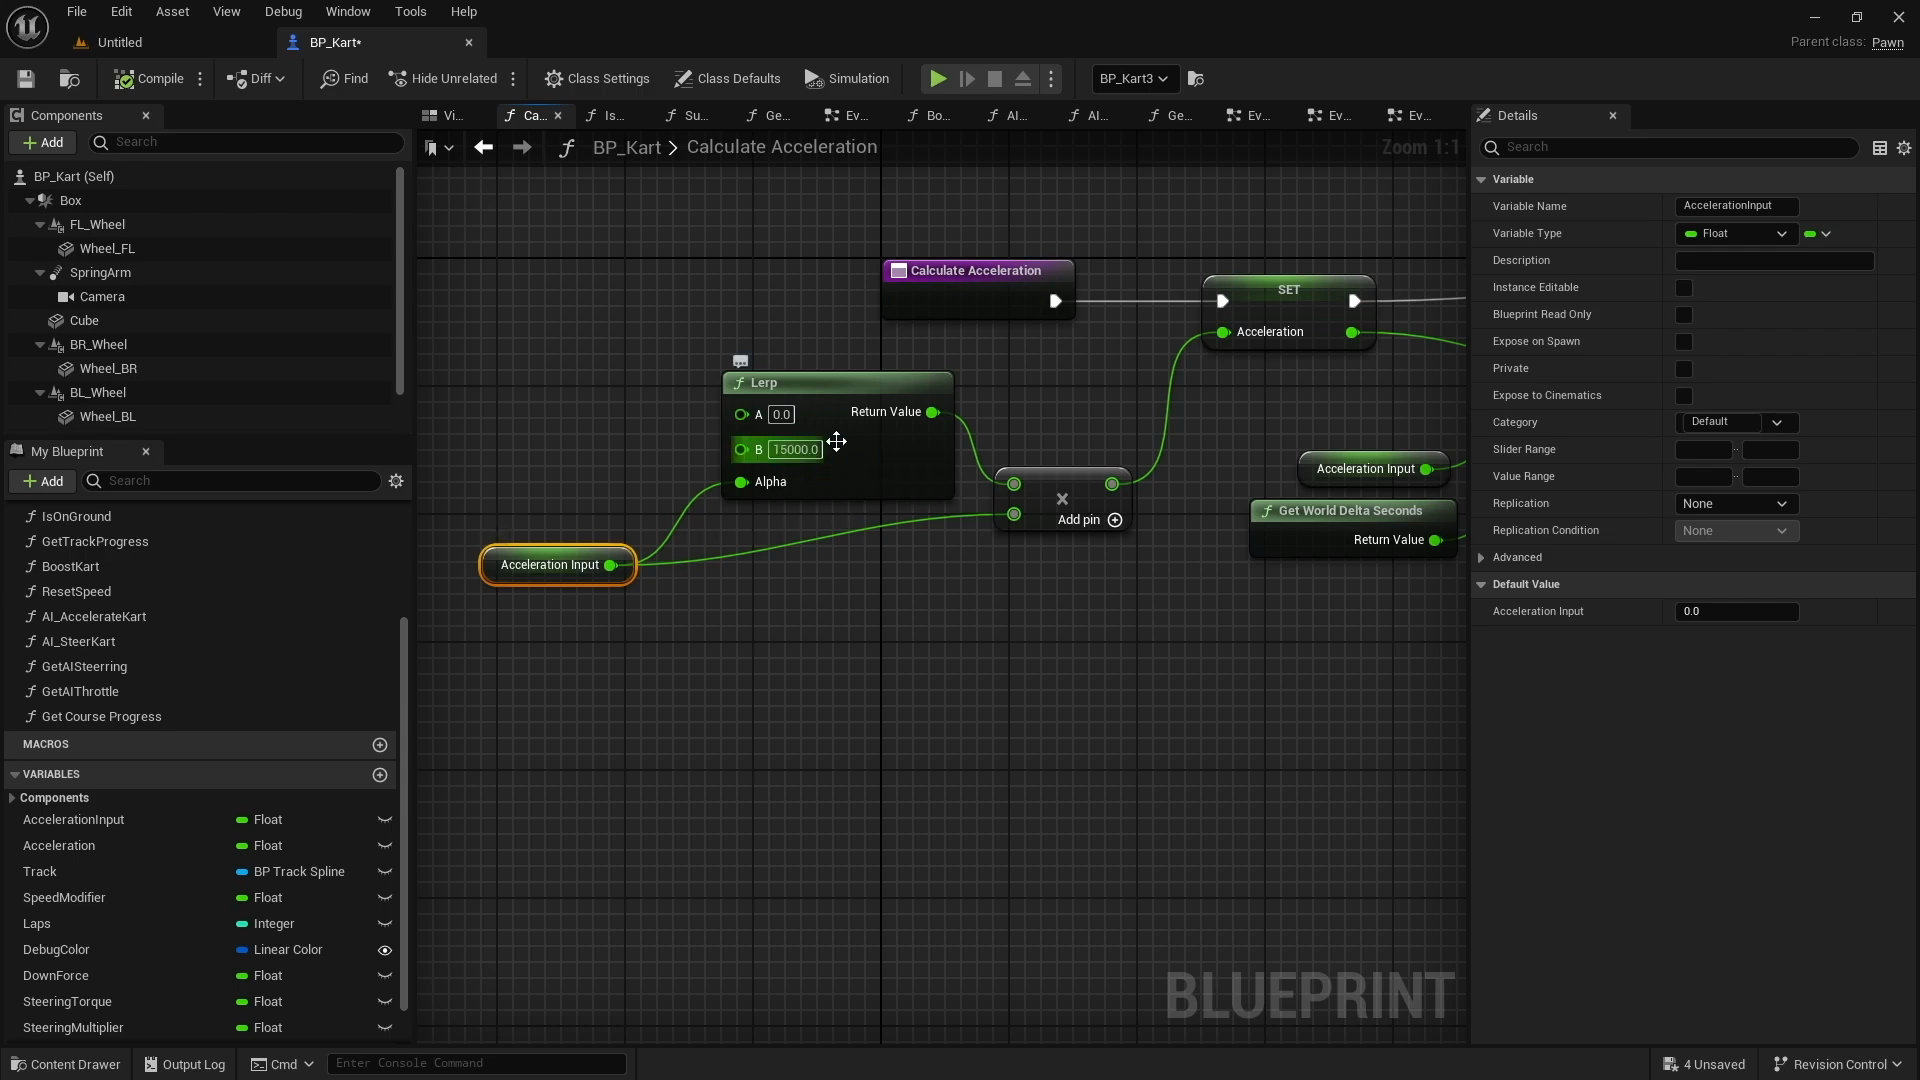 File Edit Asset View Debug Window Tools Help
Untitled
BP_Kart*
Parent class: Pawn
Compile
Diff
Find
Hide Unrelated
Class Settings
Class Defaults
Simulation
BP_Kart3
Components
Add
Search
BP_Kart (Self)
Box
FL_Wheel
Wheel_FL
SpringArm
Camera
Cube
BR_Wheel
Wheel_BR
BL_Wheel
Wheel_BL
My Blueprint
Add
Search
IsOnGround
GetTrackProgress
BoostKart
ResetSpeed
AI_AccelerateKart
AI_SteerKart
GetAISteerring
GetAIThrottle
Get Course Progress
MACROS
VARIABLES
Components
AccelerationInput Float
Acceleration Float
Track BP Track Spline
SpeedModifier Float
Laps Integer
DebugColor Linear Color
DownForce Float
SteeringTorque Float
SteeringMultiplier Float
Vi... Ca... Is... Su... Ge... Ev... Bo... AI... AI... Ge... Ev... Ev... Ev...
BP_Kart > Calculate Acceleration
Zoom 1:1
Calculate Acceleration
SET
Acceleration
Lerp
A 0.0
Return Value
B 15000.0
Alpha
Acceleration Input
Add pin
Acceleration Input
Get World Delta Seconds
Return Value
BLUEPRINT
Details
Search
Variable
Variable Name AccelerationInput
Variable Type Float
Description
Instance Editable
Blueprint Read Only
Expose on Spawn
Private
Expose to Cinematics
Category Default
Slider Range ..
Value Range ..
Replication None
Replication Condition None
Advanced
Default Value
Acceleration Input 0.0
Content Drawer
Output Log
Cmd
Enter Console Command
4 Unsaved
Revision Control